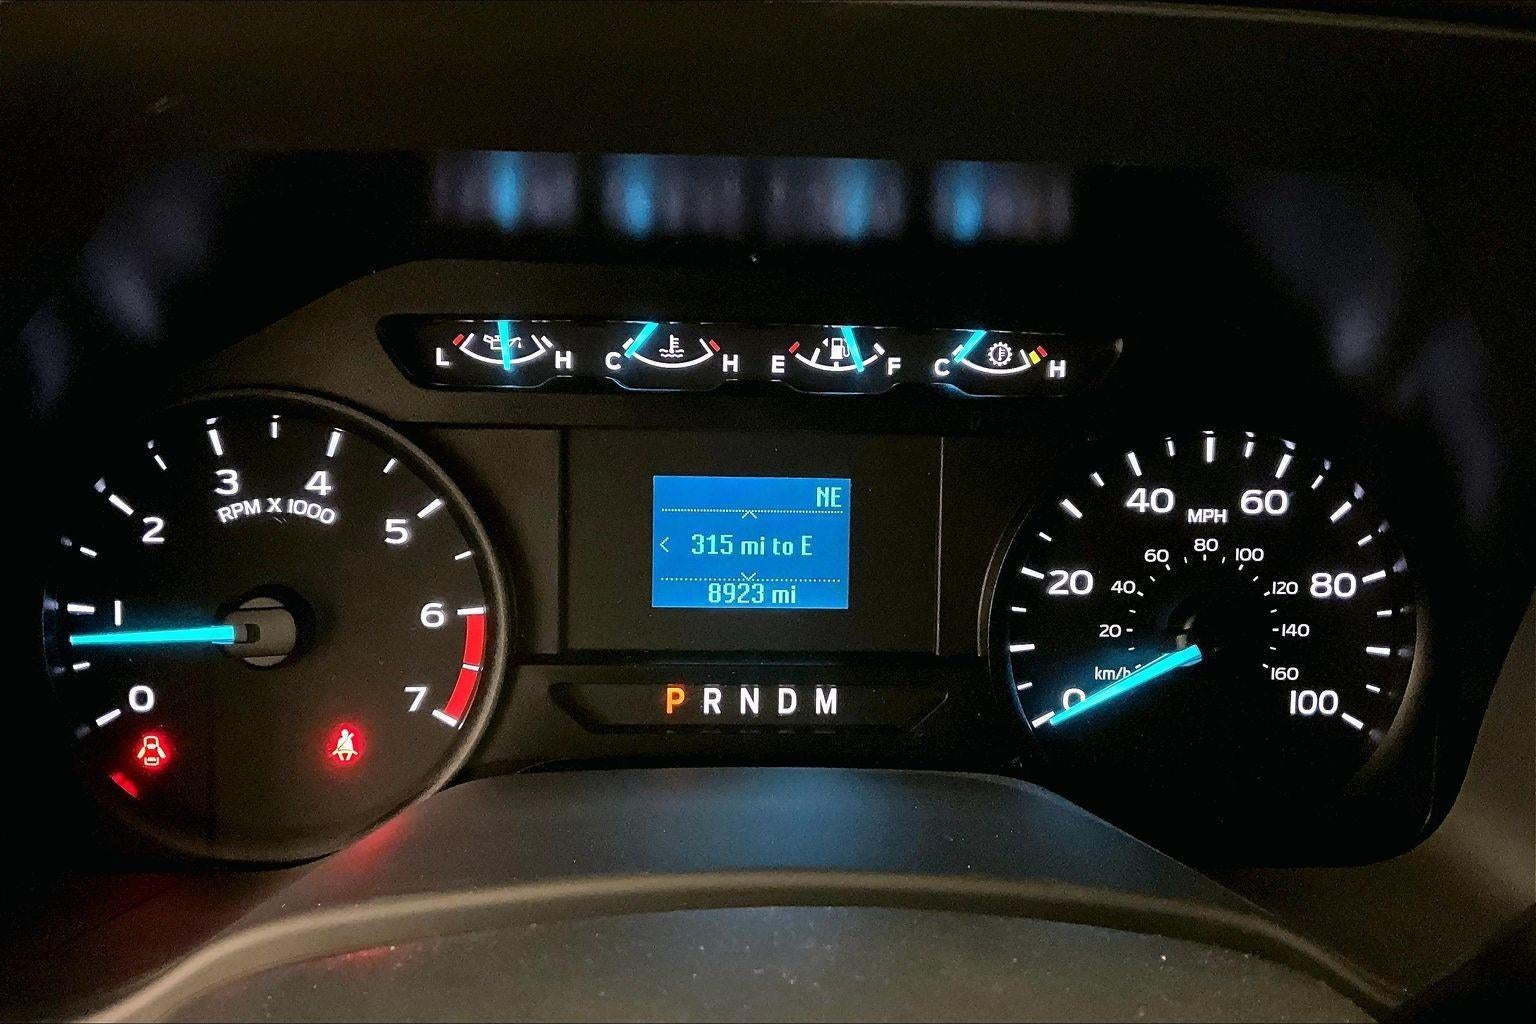 L H C H E F C H
3 4
RPM X 1000
2 5
1 6
0 7
NE
315 mi to E
8923 mi
P R N D M
40 60
MPH
20 80
0 100
60 80 100
40 120
20 140
km/h 160